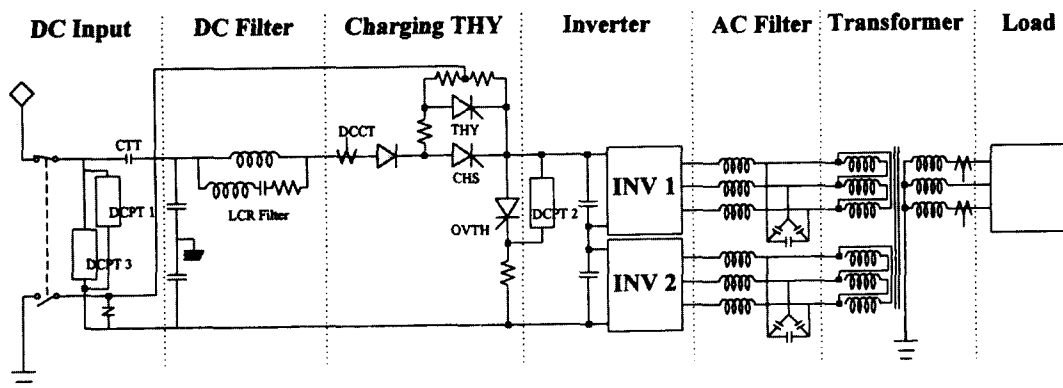 DC Input DC Filter Charging THY Inverter AC Filter Transformer Load
CTT
DCCT
THY
CHS
LCR Filter
DCPT 1
DCPT 3
OVTH
DCPT 2
INV 1
INV 2